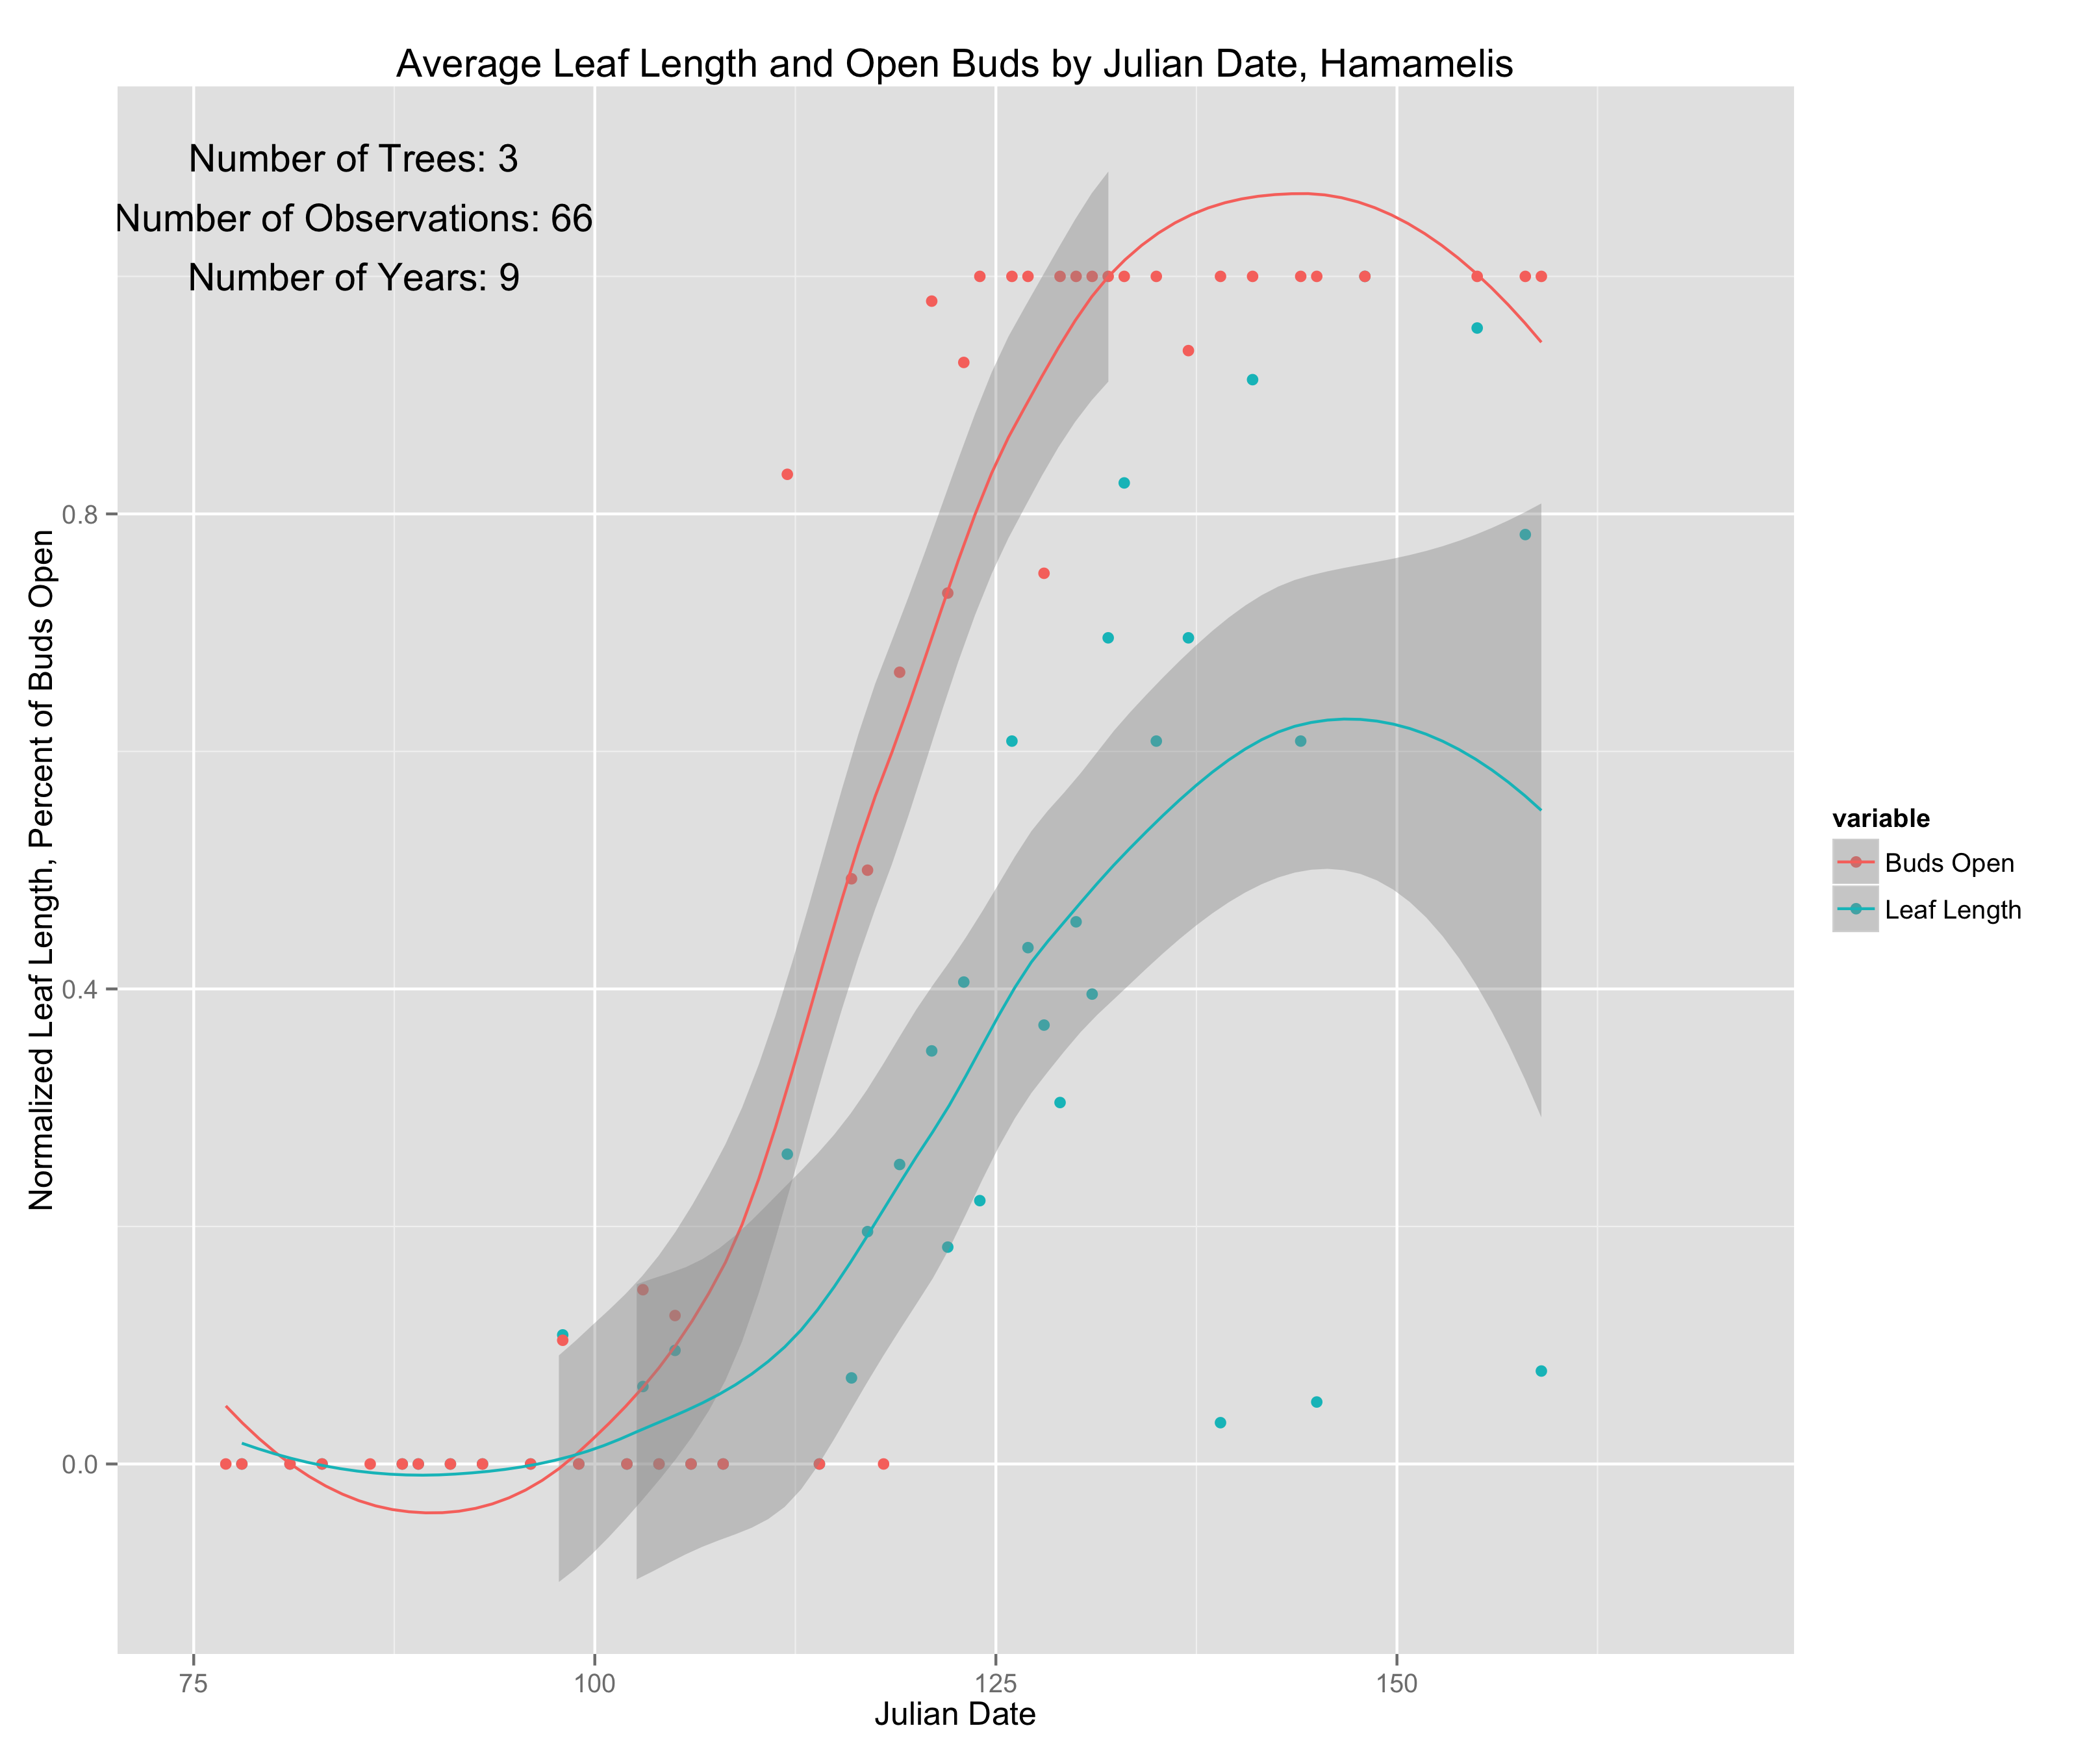 Average Leaf Length and Open Buds by Julian Date, Hamamelis
Number of Trees: 3
Number of Observations: 66
Number of Years: 9
Normalized Leaf Length, Percent of Buds Open
0.8
0.4
0.0
75
100
125
150
Julian Date
variable
Buds Open
Leaf Length